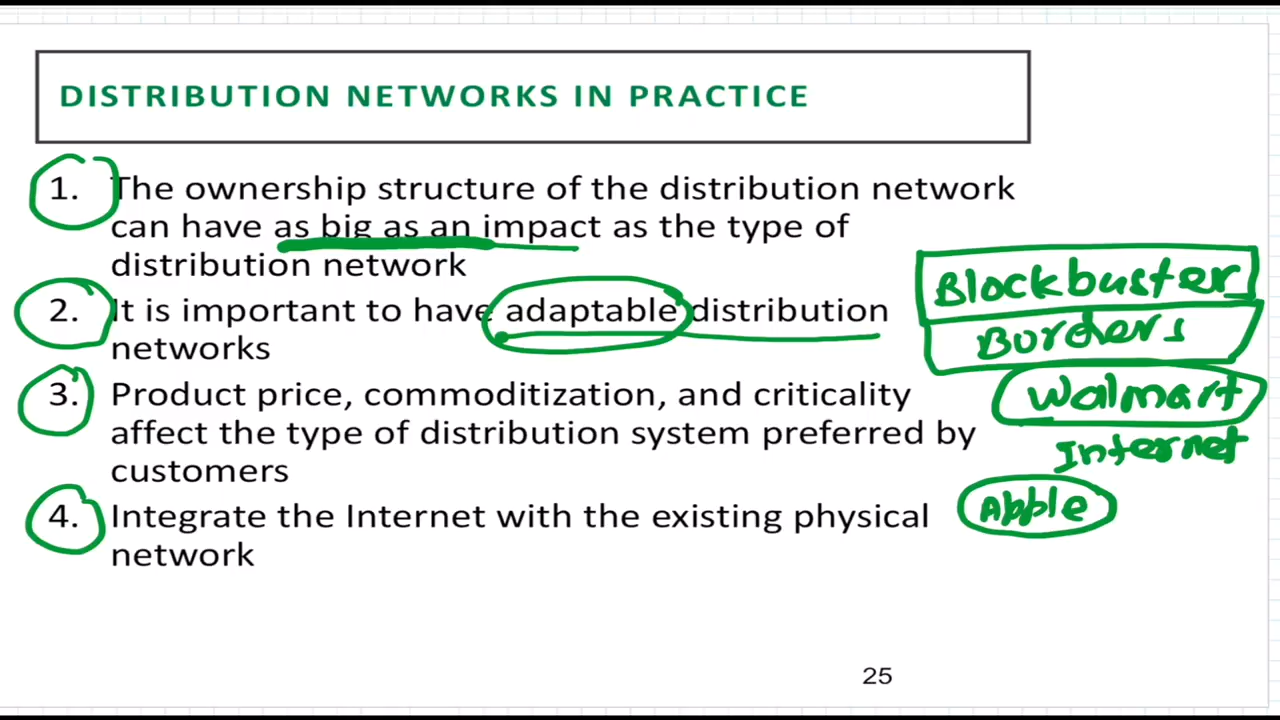 DISTRIBUTION NETWORKS IN PRACTICE
1. The ownership structure of the distribution network
can have as big as an impact as the type of
distribution network
2. It is important to have adaptable distribution
networks
3. Product price, commoditization, and criticality
affect the type of distribution system preferred by
customers
4. Integrate the Internet with the existing physical
network
Blockbuster
Borders
Walmart
Internet
Apple
25